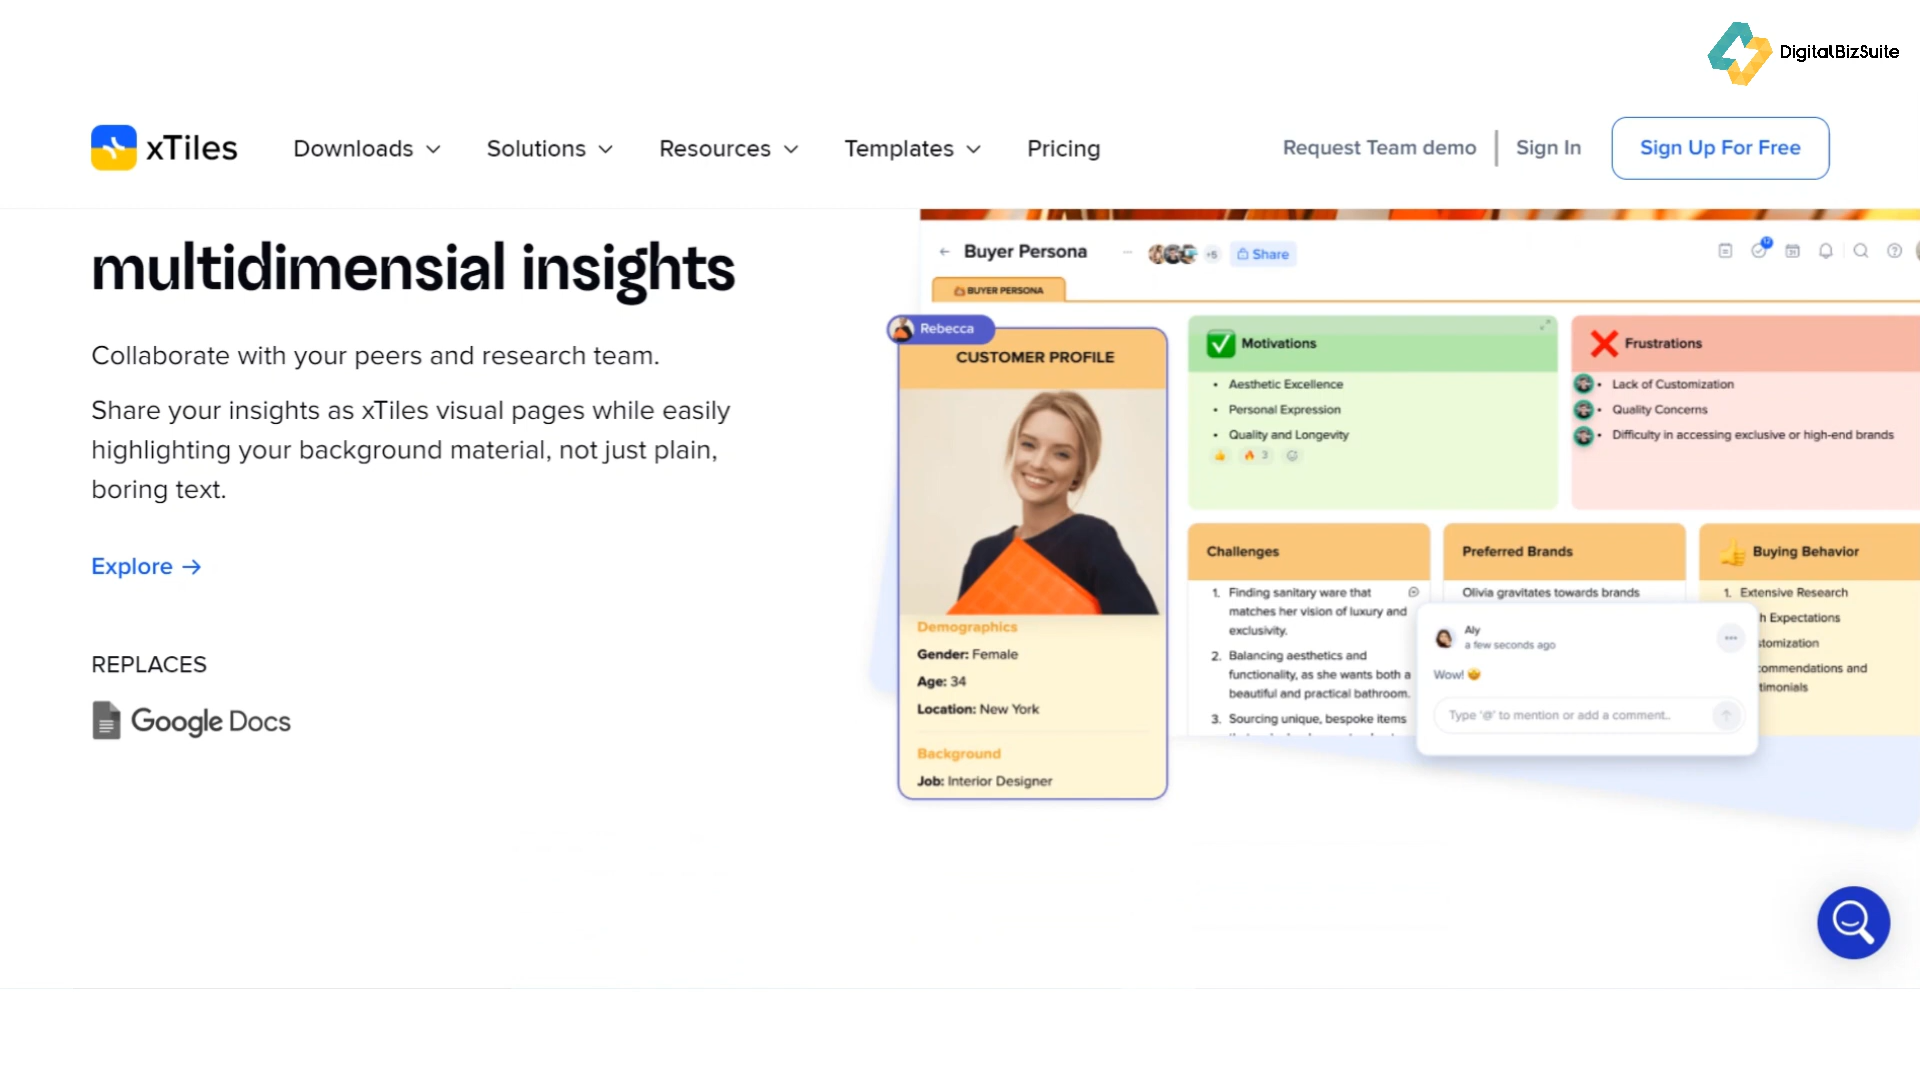 DigitalBizSuite
xTiles
Downloads
Solutions
Resources
Templates
Pricing
Request Team demo
Sign In
Sign Up For Free
multidimensial insights
Collaborate with your peers and research team.
Share your insights as xTiles visual pages while easily
highlighting your background material, not just plain,
boring text.
Explore →
REPLACES
Google Docs
Buyer Persona
+5
Share
12
31
BUYER PERSONA
Rebecca
CUSTOMER PROFILE
Demographics
Gender: Female
Age: 34
Location: New York
Background
Job: Interior Designer
Motivations
• Aesthetic Excellence
• Personal Expression
• Quality and Longevity
3
Frustrations
• Lack of Customization
• Quality Concerns
• Difficulty in accessing exclusive or high-end brands
Challenges
1. Finding sanitary ware that
matches her vision of luxury and
exclusivity.
2. Balancing aesthetics and
functionality, as she wants both a
beautiful and practical bathroom.
3. Sourcing unique, bespoke items
Preferred Brands
Olivia gravitates towards brands
Buying Behavior
1. Extensive Research
h Expectations
tomization
ommendations and
timonials
Aly
a few seconds ago
Wow!
Type '@' to mention or add a comment..